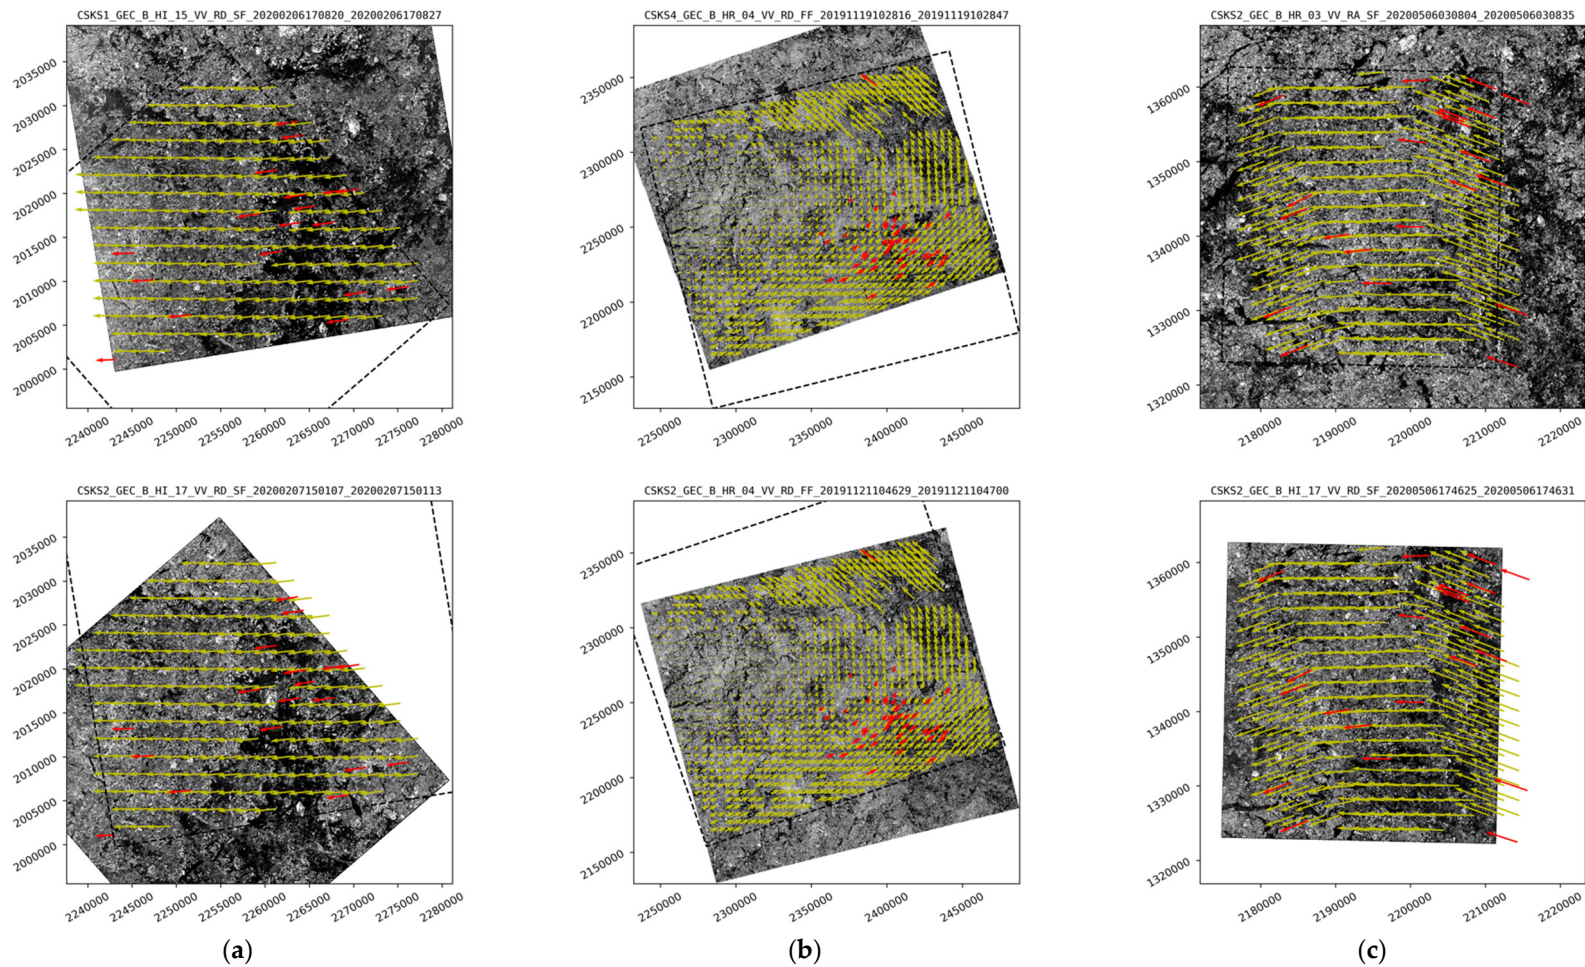 CSKS1_GEC_B_HI_15_VV_RD_SF_20200206170820_20200206170827
2035000
2030000
2025000
2020000
2015000
2010000
2005000
2000000
2240000 2245000 2250000 2255000 2260000 2265000 2270000 2275000 2280000
CSKS4_GEC_B_HR_04_VV_RD_FF_20191119102816_20191119102847
2350000
2300000
2250000
2200000
2150000
2250000 2300000 2350000 2400000 2450000
CSKS2_GEC_B_HR_03_VV_RA_SF_20200506030804_20200506030835
1360000
1350000
1340000
1330000
1320000
2180000 2190000 2200000 2210000 2220000
CSKS2_GEC_B_HI_17_VV_RD_SF_20200207150107_20200207150113
2035000
2030000
2025000
2020000
2015000
2010000
2005000
2000000
2240000 2245000 2250000 2255000 2260000 2265000 2270000 2275000 2280000
CSKS2_GEC_B_HR_04_VV_RD_FF_20191121104629_20191121104700
2350000
2300000
2250000
2200000
2150000
2250000 2300000 2350000 2400000 2450000
CSKS2_GEC_B_HI_17_VV_RD_SF_20200506174625_20200506174631
1360000
1350000
1340000
1330000
1320000
2180000 2190000 2200000 2210000 2220000
(a) (b) (c)